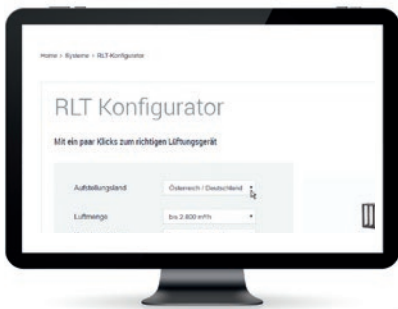 Home > Systeme > RLT-Konfigurator
RLT Konfigurator
Mit ein paar Klicks zum richtigen Lüftungsgerät
Aufstellungsland
Österreich / Deutschland
Luftmenge
bis 2.800 m³/h